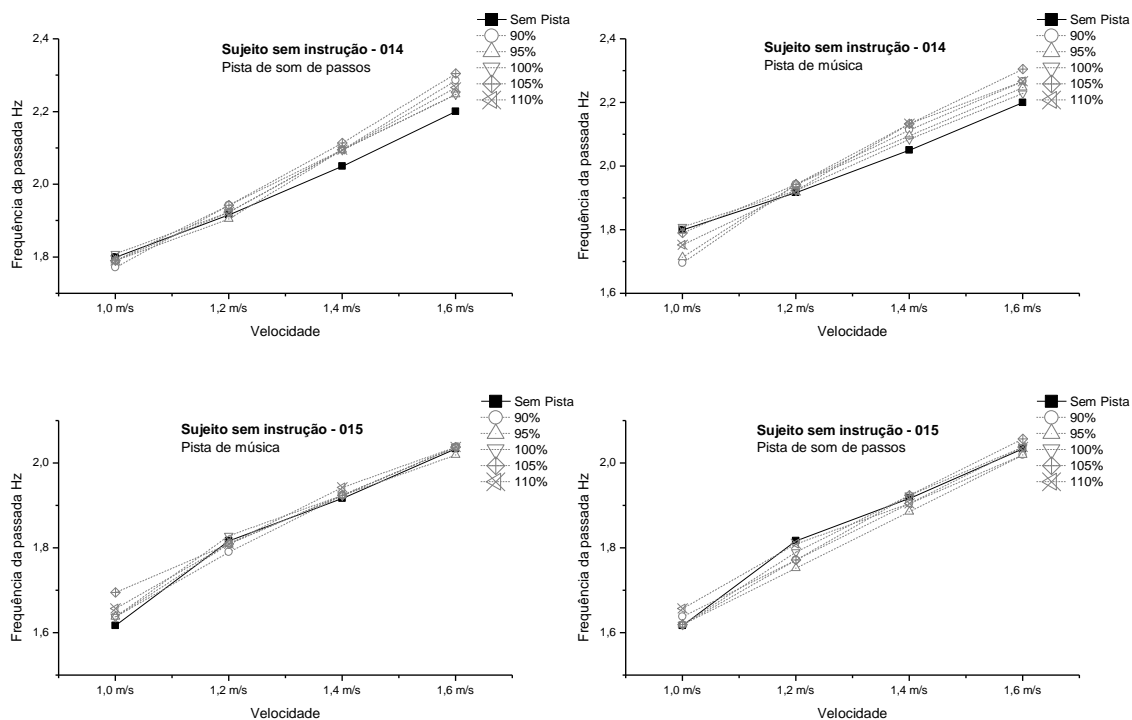 Sem Pista
90%
95%
100%
105%
110%
Sujeito sem instrução - 014
Pista de som de passos
2,4
2,2
2,0
1,8
Frequência da passada Hz
1,0 m/s
1,2 m/s
1,4 m/s
1,6 m/s
Velocidade
Sem Pista
90%
95%
100%
105%
110%
Sujeito sem instrução - 014
Pista de música
2,4
2,2
2,0
1,8
1,6
Frequência da passada Hz
1,0 m/s
1,2 m/s
1,4 m/s
1,6 m/s
Velocidade
Sem Pista
90%
95%
100%
105%
110%
Sujeito sem instrução - 015
Pista de música
2,0
1,8
1,6
Frequência da passada Hz
1,0 m/s
1,2 m/s
1,4 m/s
1,6 m/s
Velocidade
Sem Pista
90%
95%
100%
105%
110%
Sujeito sem instrução - 015
Pista de som de passos
2,0
1,8
1,6
Frequência da passada Hz
1,0 m/s
1,2 m/s
1,4 m/s
1,6 m/s
Velocidade